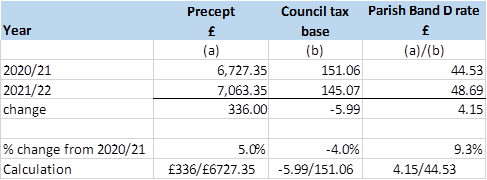 Precept Council tax Parish Band D rate
Year £ base £
(a) (b) (a)/(b)
2020/21 6,727.35 151.06 44.53
2021/22 7,063.35 145.07 48.69
change 336.00 -5.99 4.15
% change from 2020/21 5.0% -4.0% 9.3%
Calculation £336/£6727.35 -5.99/151.06 4.15/44.53